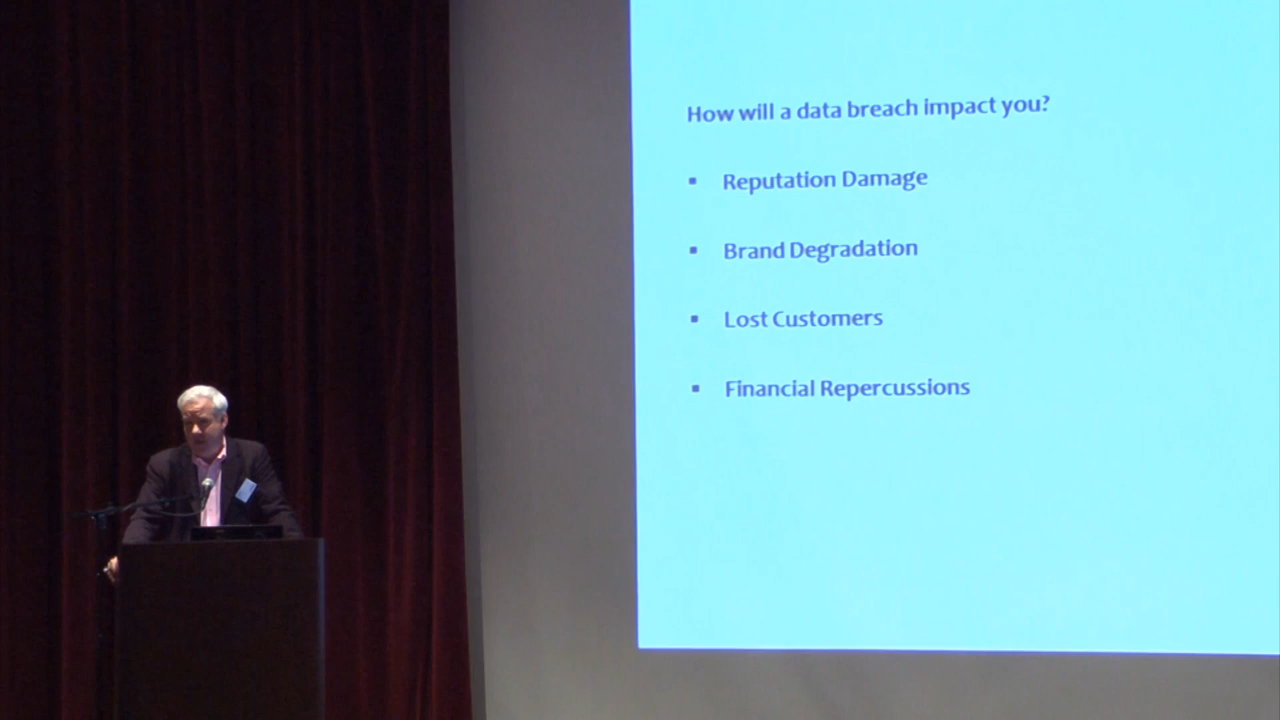 How will a data breach impact you?
▪ Reputation Damage
▪ Brand Degradation
▪ Lost Customers
▪ Financial Repercussions